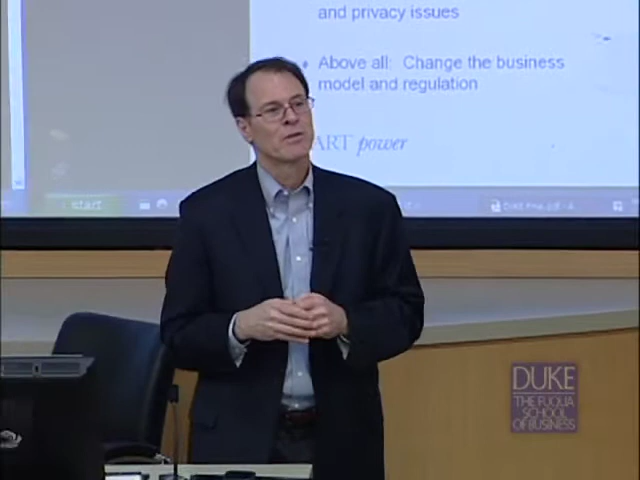 and privacy issues
• Above all: Change the business
model and regulation
ART power
start
DUKE
THE FUQUA
SCHOOL
OF BUSINESS